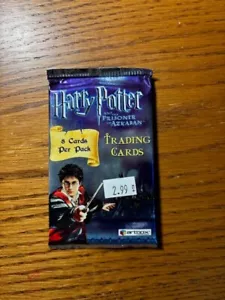 Harry Potter
AND THE
PRISONER OF AZKABAN
8 Cards
Per Pack
TRADING
CARDS
2.99
artbox